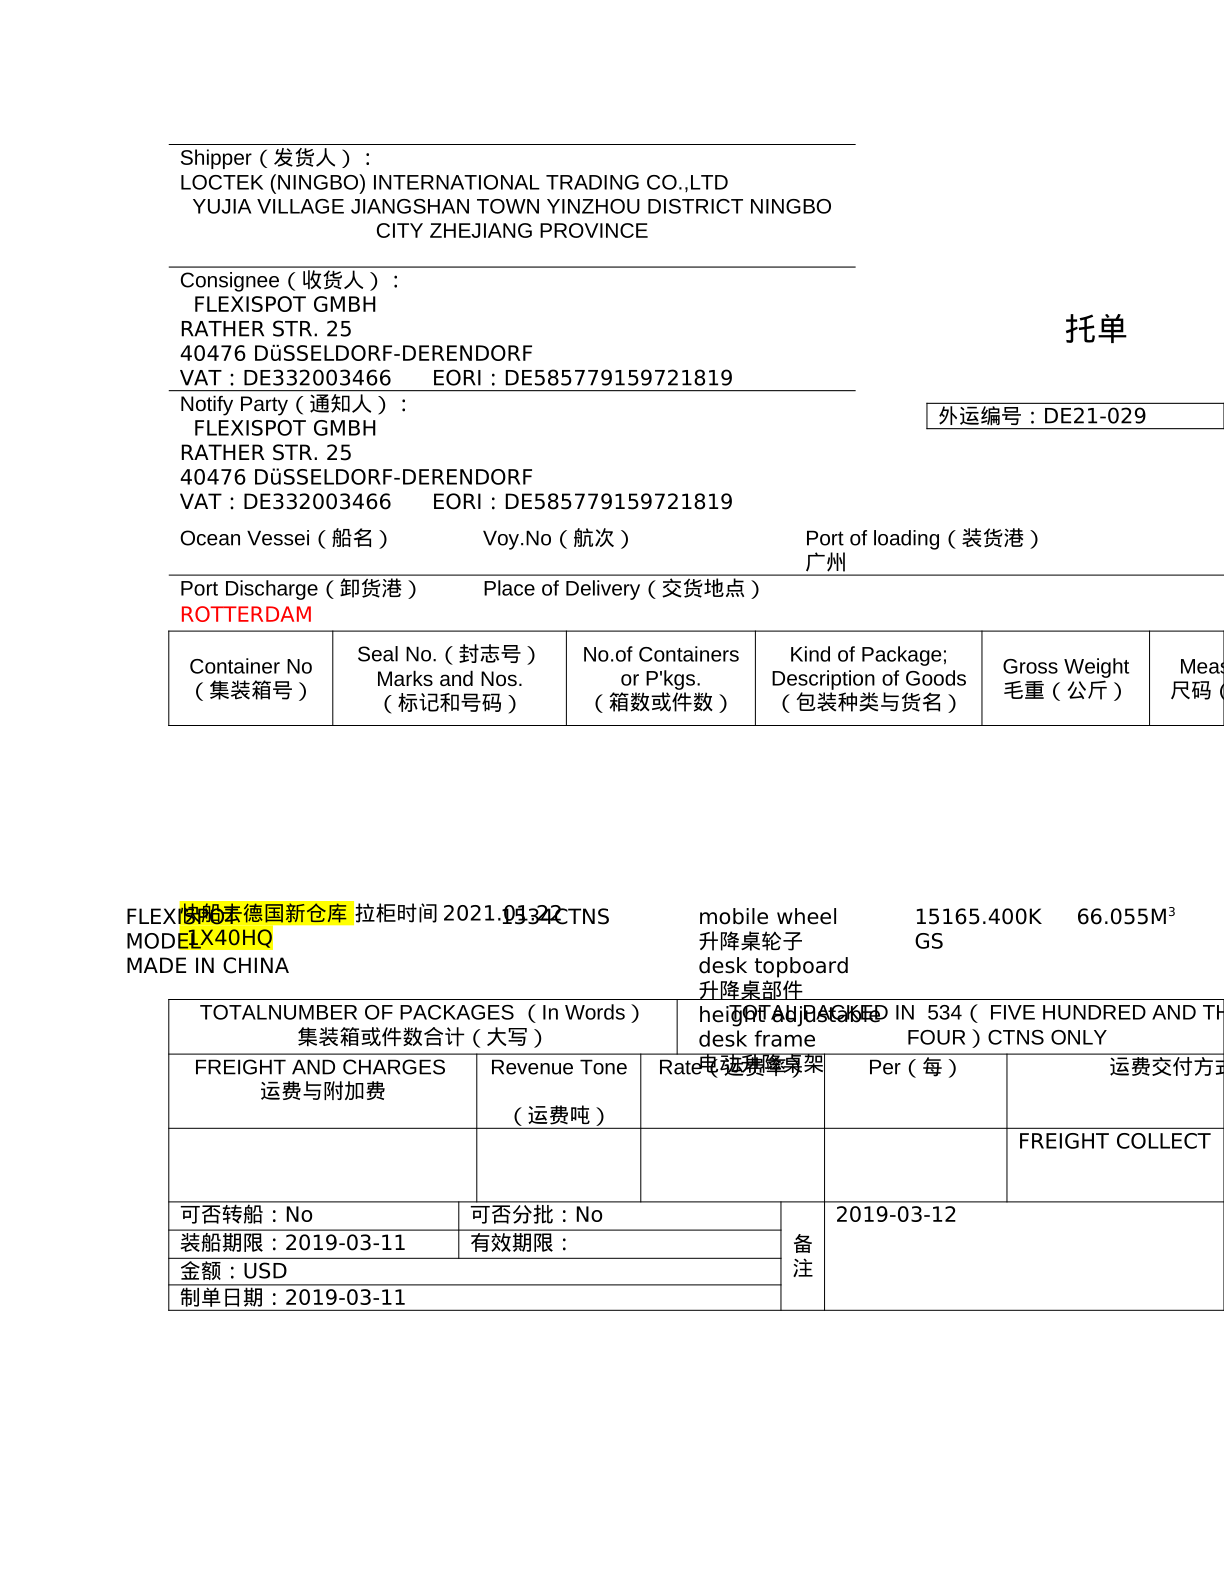 Shipper（发货人）：
LOCTEK (NINGBO) INTERNATIONAL TRADING CO.,LTD
YUJIA VILLAGE JIANGSHAN TOWN YINZHOU DISTRICT NINGBO
CITY ZHEJIANG PROVINCE
Consignee（收货人）：
FLEXISPOT GMBH
RATHER STR. 25
40476 DüSSELDORF-DERENDORF
VAT：DE332003466 EORI：DE585779159721819
托单
Notify Party（通知人）：
FLEXISPOT GMBH
RATHER STR. 25
40476 DüSSELDORF-DERENDORF
VAT：DE332003466 EORI：DE585779159721819
外运编号：DE21-029
Ocean Vessei（船名） Voy.No（航次） Port of loading（装货港）
广州
Port Discharge（卸货港） Place of Delivery（交货地点）
ROTTERDAM
Container No
（集装箱号）
Seal No.（封志号）
Marks and Nos.
（标记和号码）
No.of Containers
or P'kgs.
（箱数或件数）
Kind of Package;
Description of Goods
（包装种类与货名）
Gross Weight
毛重（公斤）
Meas
尺码（
快船去德国新仓库 拉柜时间 2021.01.22
1X40HQ
FLEXISPOT
MODEL
MADE IN CHINA
1534CTNS
mobile wheel
升降桌轮子
desk topboard
升降桌部件
height adjustable
desk frame
电动升降桌架
15165.400K
GS
66.055M³
TOTALNUMBER OF PACKAGES （In Words）
集装箱或件数合计（大写）
TOTAL PACKED IN 534（ FIVE HUNDRED AND TH
FOUR）CTNS ONLY
FREIGHT AND CHARGES
运费与附加费
Revenue Tone
（运费吨）
Rate（运费率）
Per（每）
运费交付方式
FREIGHT COLLECT
可否转船：No 可否分批：No
装船期限：2019-03-11 有效期限：
金额：USD
制单日期：2019-03-11
备
注
2019-03-12